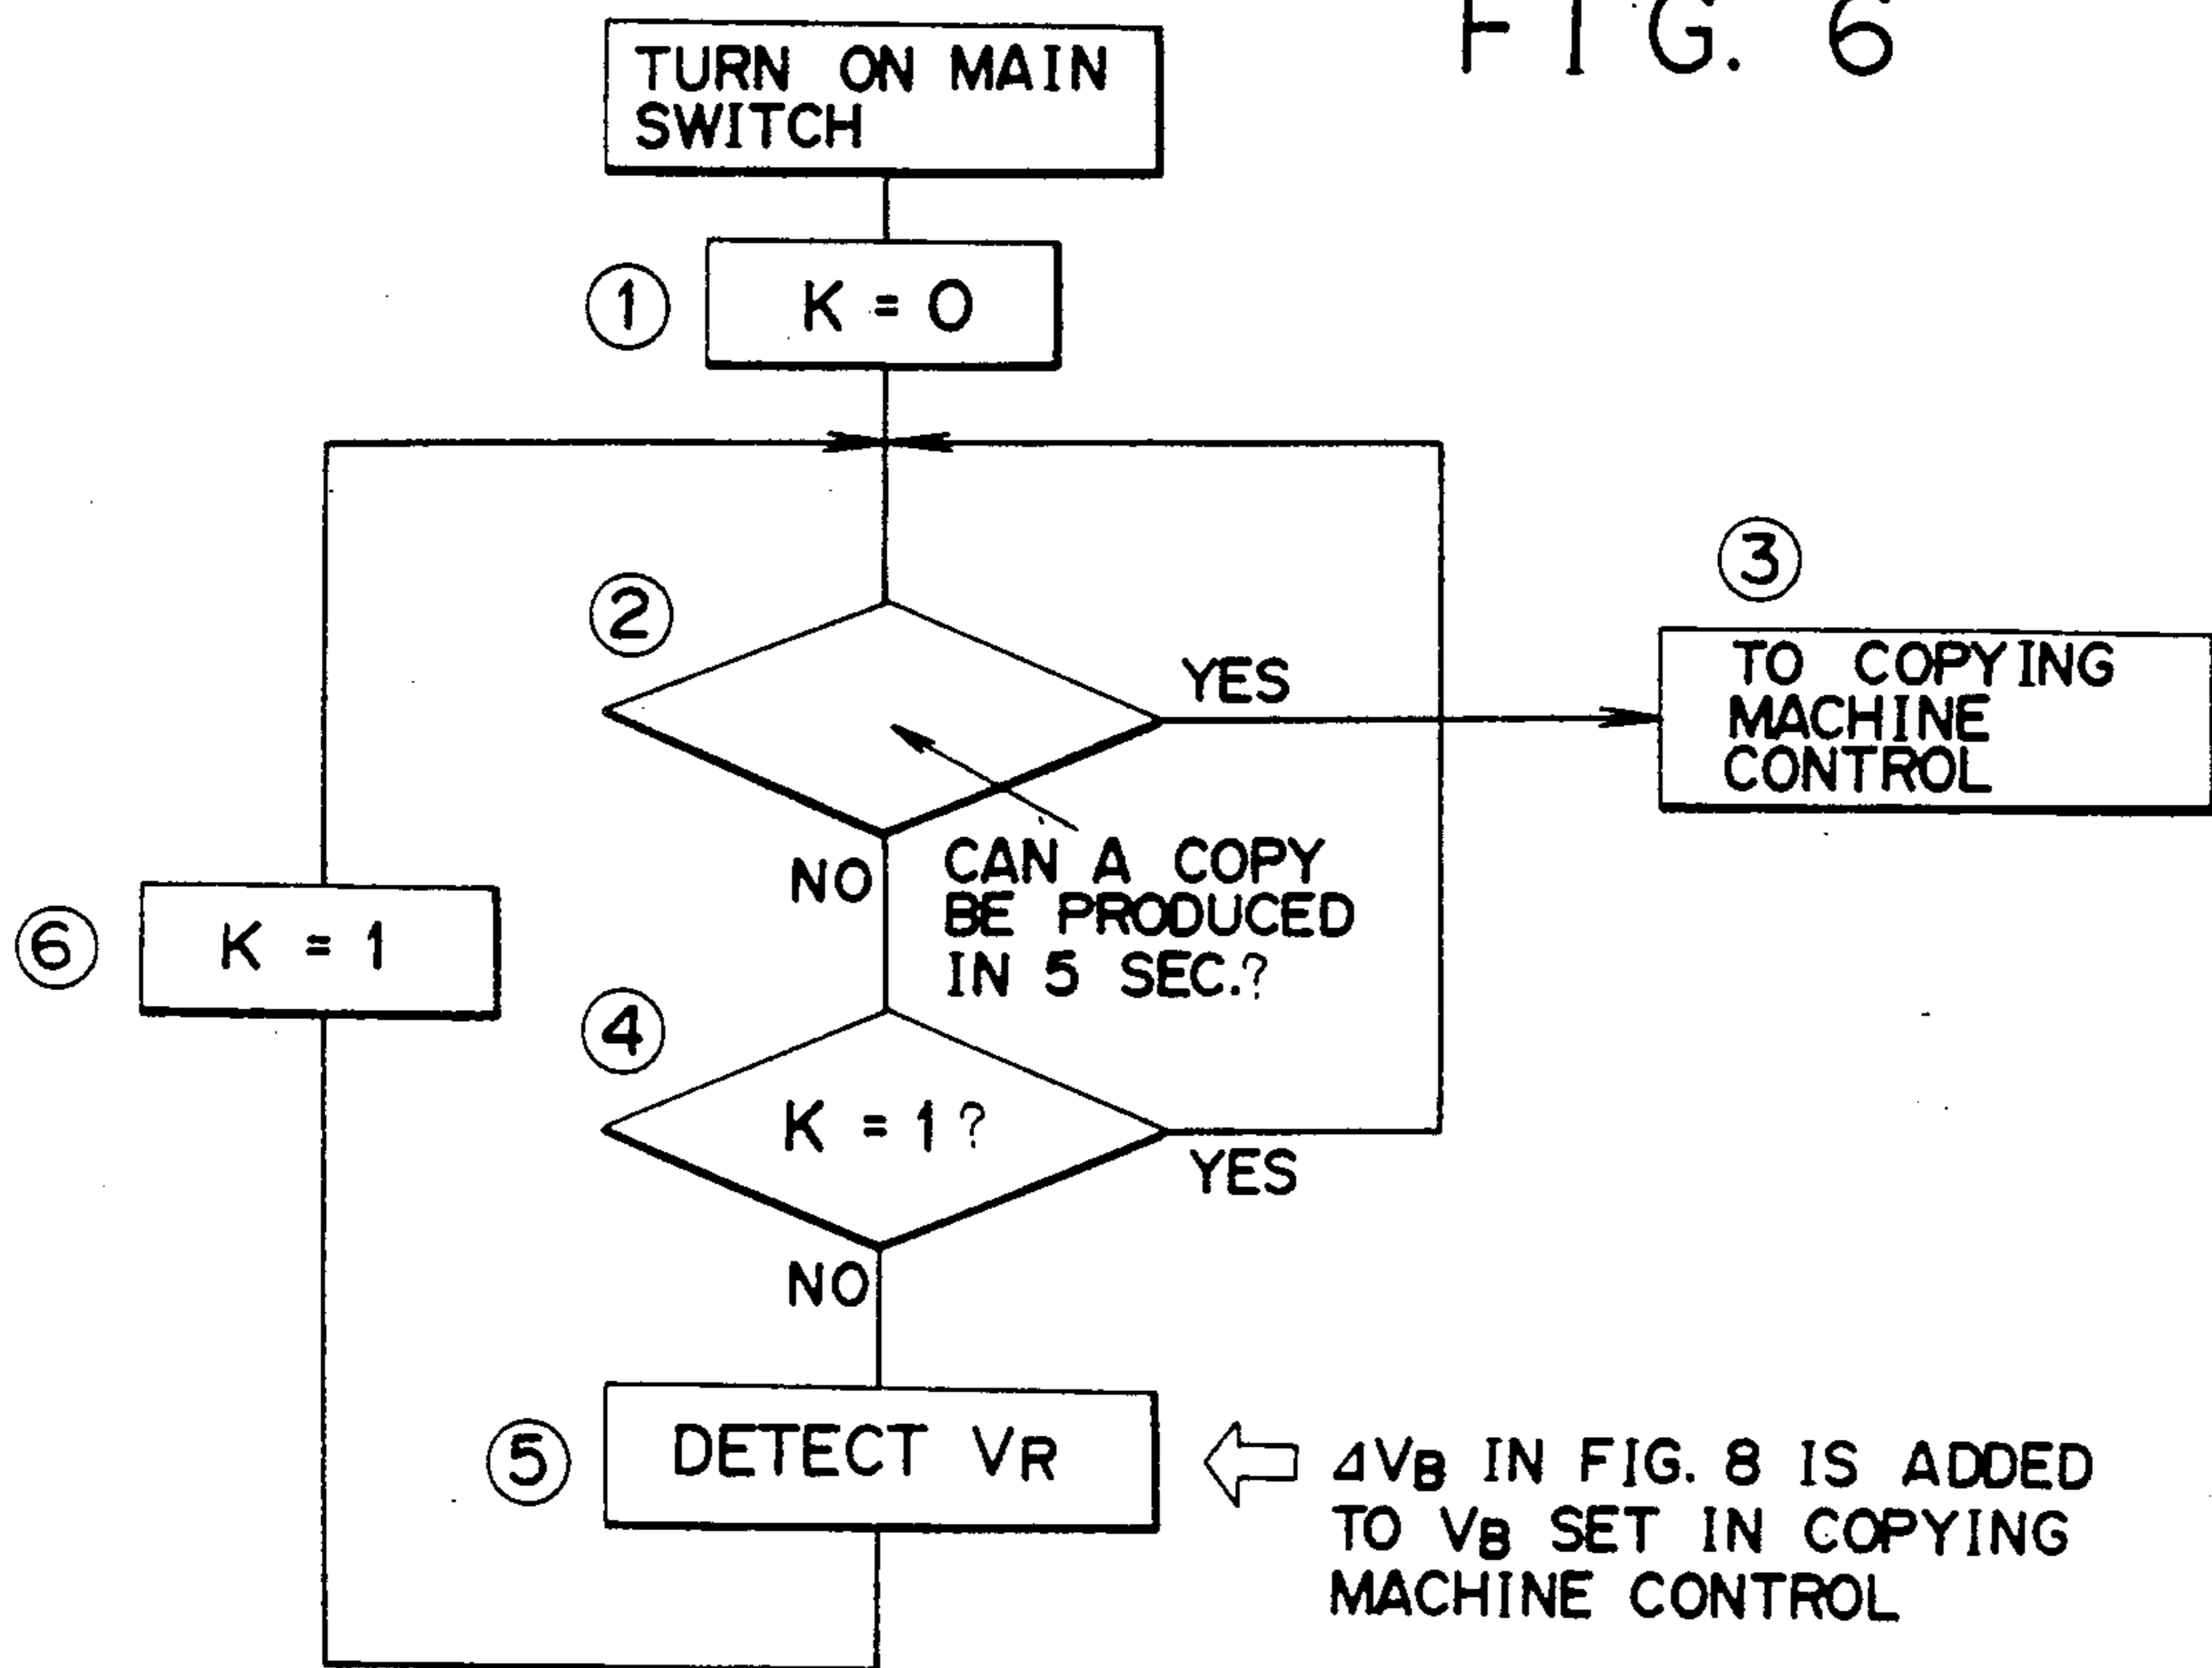 FIG. 6
TURN ON MAIN
SWITCH
① K = 0
②
YES
③
TO COPYING
MACHINE
CONTROL
NO
CAN A COPY
BE PRODUCED
IN 5 SEC.?
⑥ K = 1
④
K = 1?
YES
NO
⑤ DETECT VR
ΔVB IN FIG. 8 IS ADDED
TO VB SET IN COPYING
MACHINE CONTROL